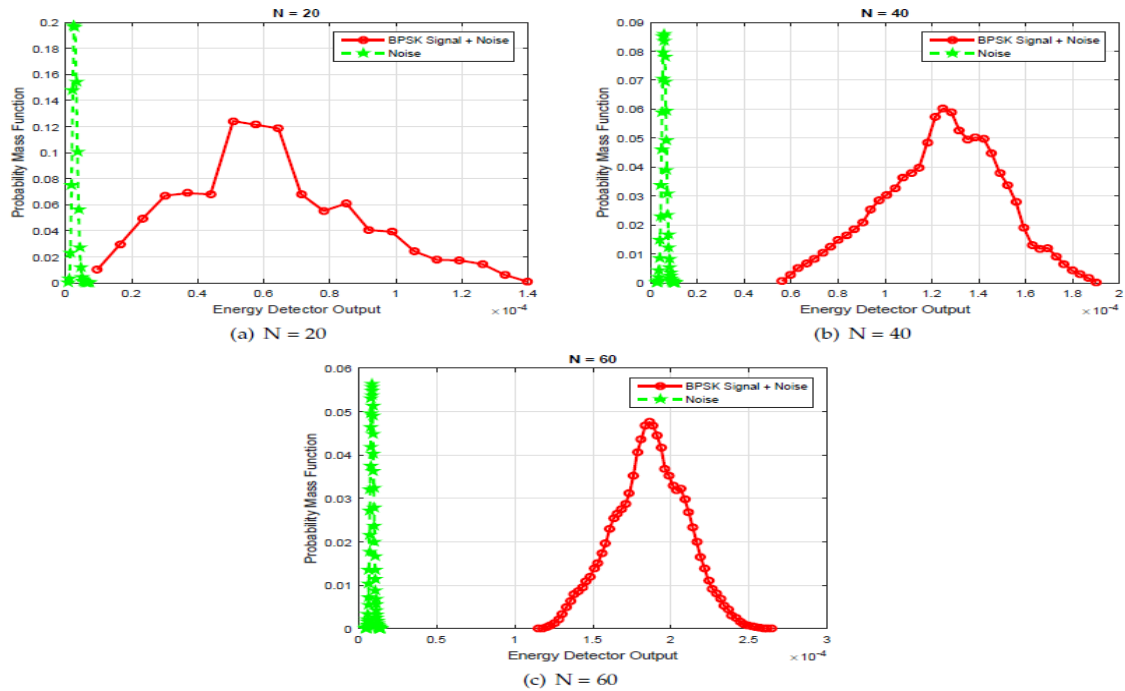 N = 20
0.2
0.18
0.16
0.14
0.12
0.1
0.08
0.06
0.04
0.02
0
Probability Mass Function
BPSK Signal + Noise
Noise
0 0.2 0.4 0.6 0.8 1 1.2 1.4
Energy Detector Output
×10⁻⁴
(a) N = 20
N = 40
0.09
0.08
0.07
0.06
0.05
0.04
0.03
0.02
0.01
0
Probability Mass Function
BPSK Signal + Noise
Noise
0 0.2 0.4 0.6 0.8 1 1.2 1.4 1.6 1.8 2
Energy Detector Output
×10⁻⁴
(b) N = 40
N = 60
0.06
0.05
0.04
0.03
0.02
0.01
0
Probability Mass Function
BPSK Signal + Noise
Noise
0 0.5 1 1.5 2 2.5 3
Energy Detector Output
×10⁻⁴
(c) N = 60